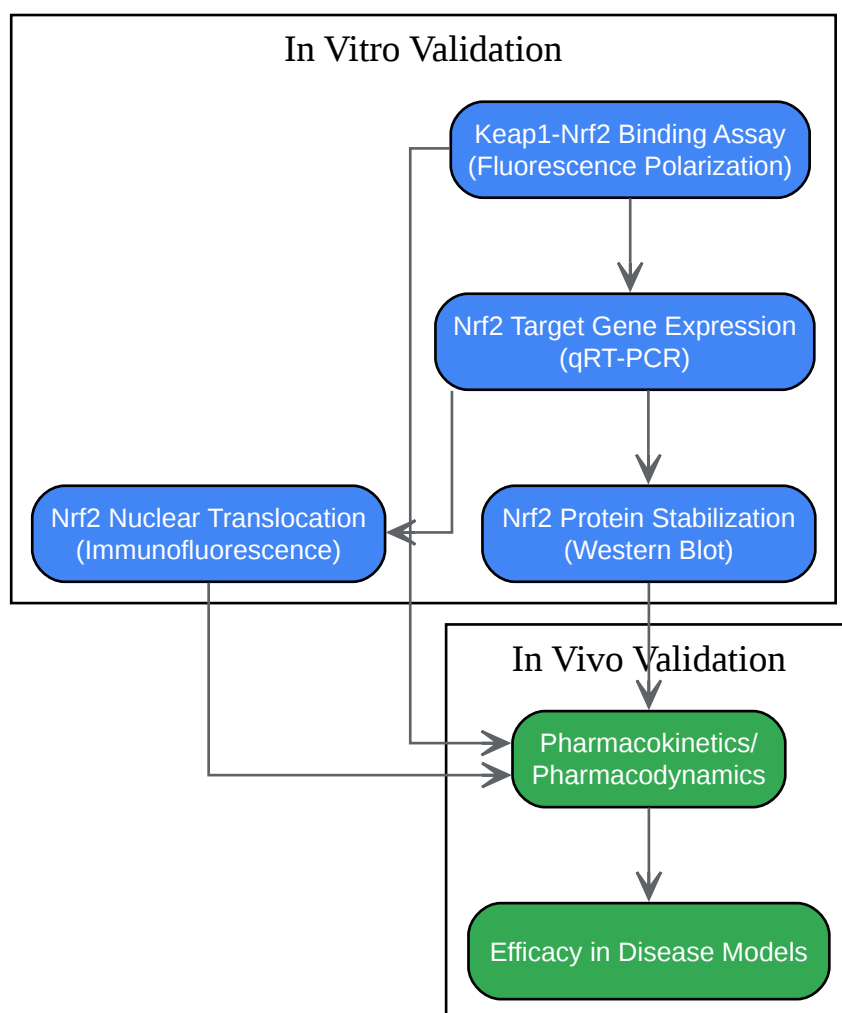 In Vitro Validation
Keap1-Nrf2 Binding Assay
(Fluorescence Polarization)
Nrf2 Target Gene Expression
(qRT-PCR)
Nrf2 Nuclear Translocation
(Immunofluorescence)
Nrf2 Protein Stabilization
(Western Blot)
In Vivo Validation
Pharmacokinetics/
Pharmacodynamics
Efficacy in Disease Models